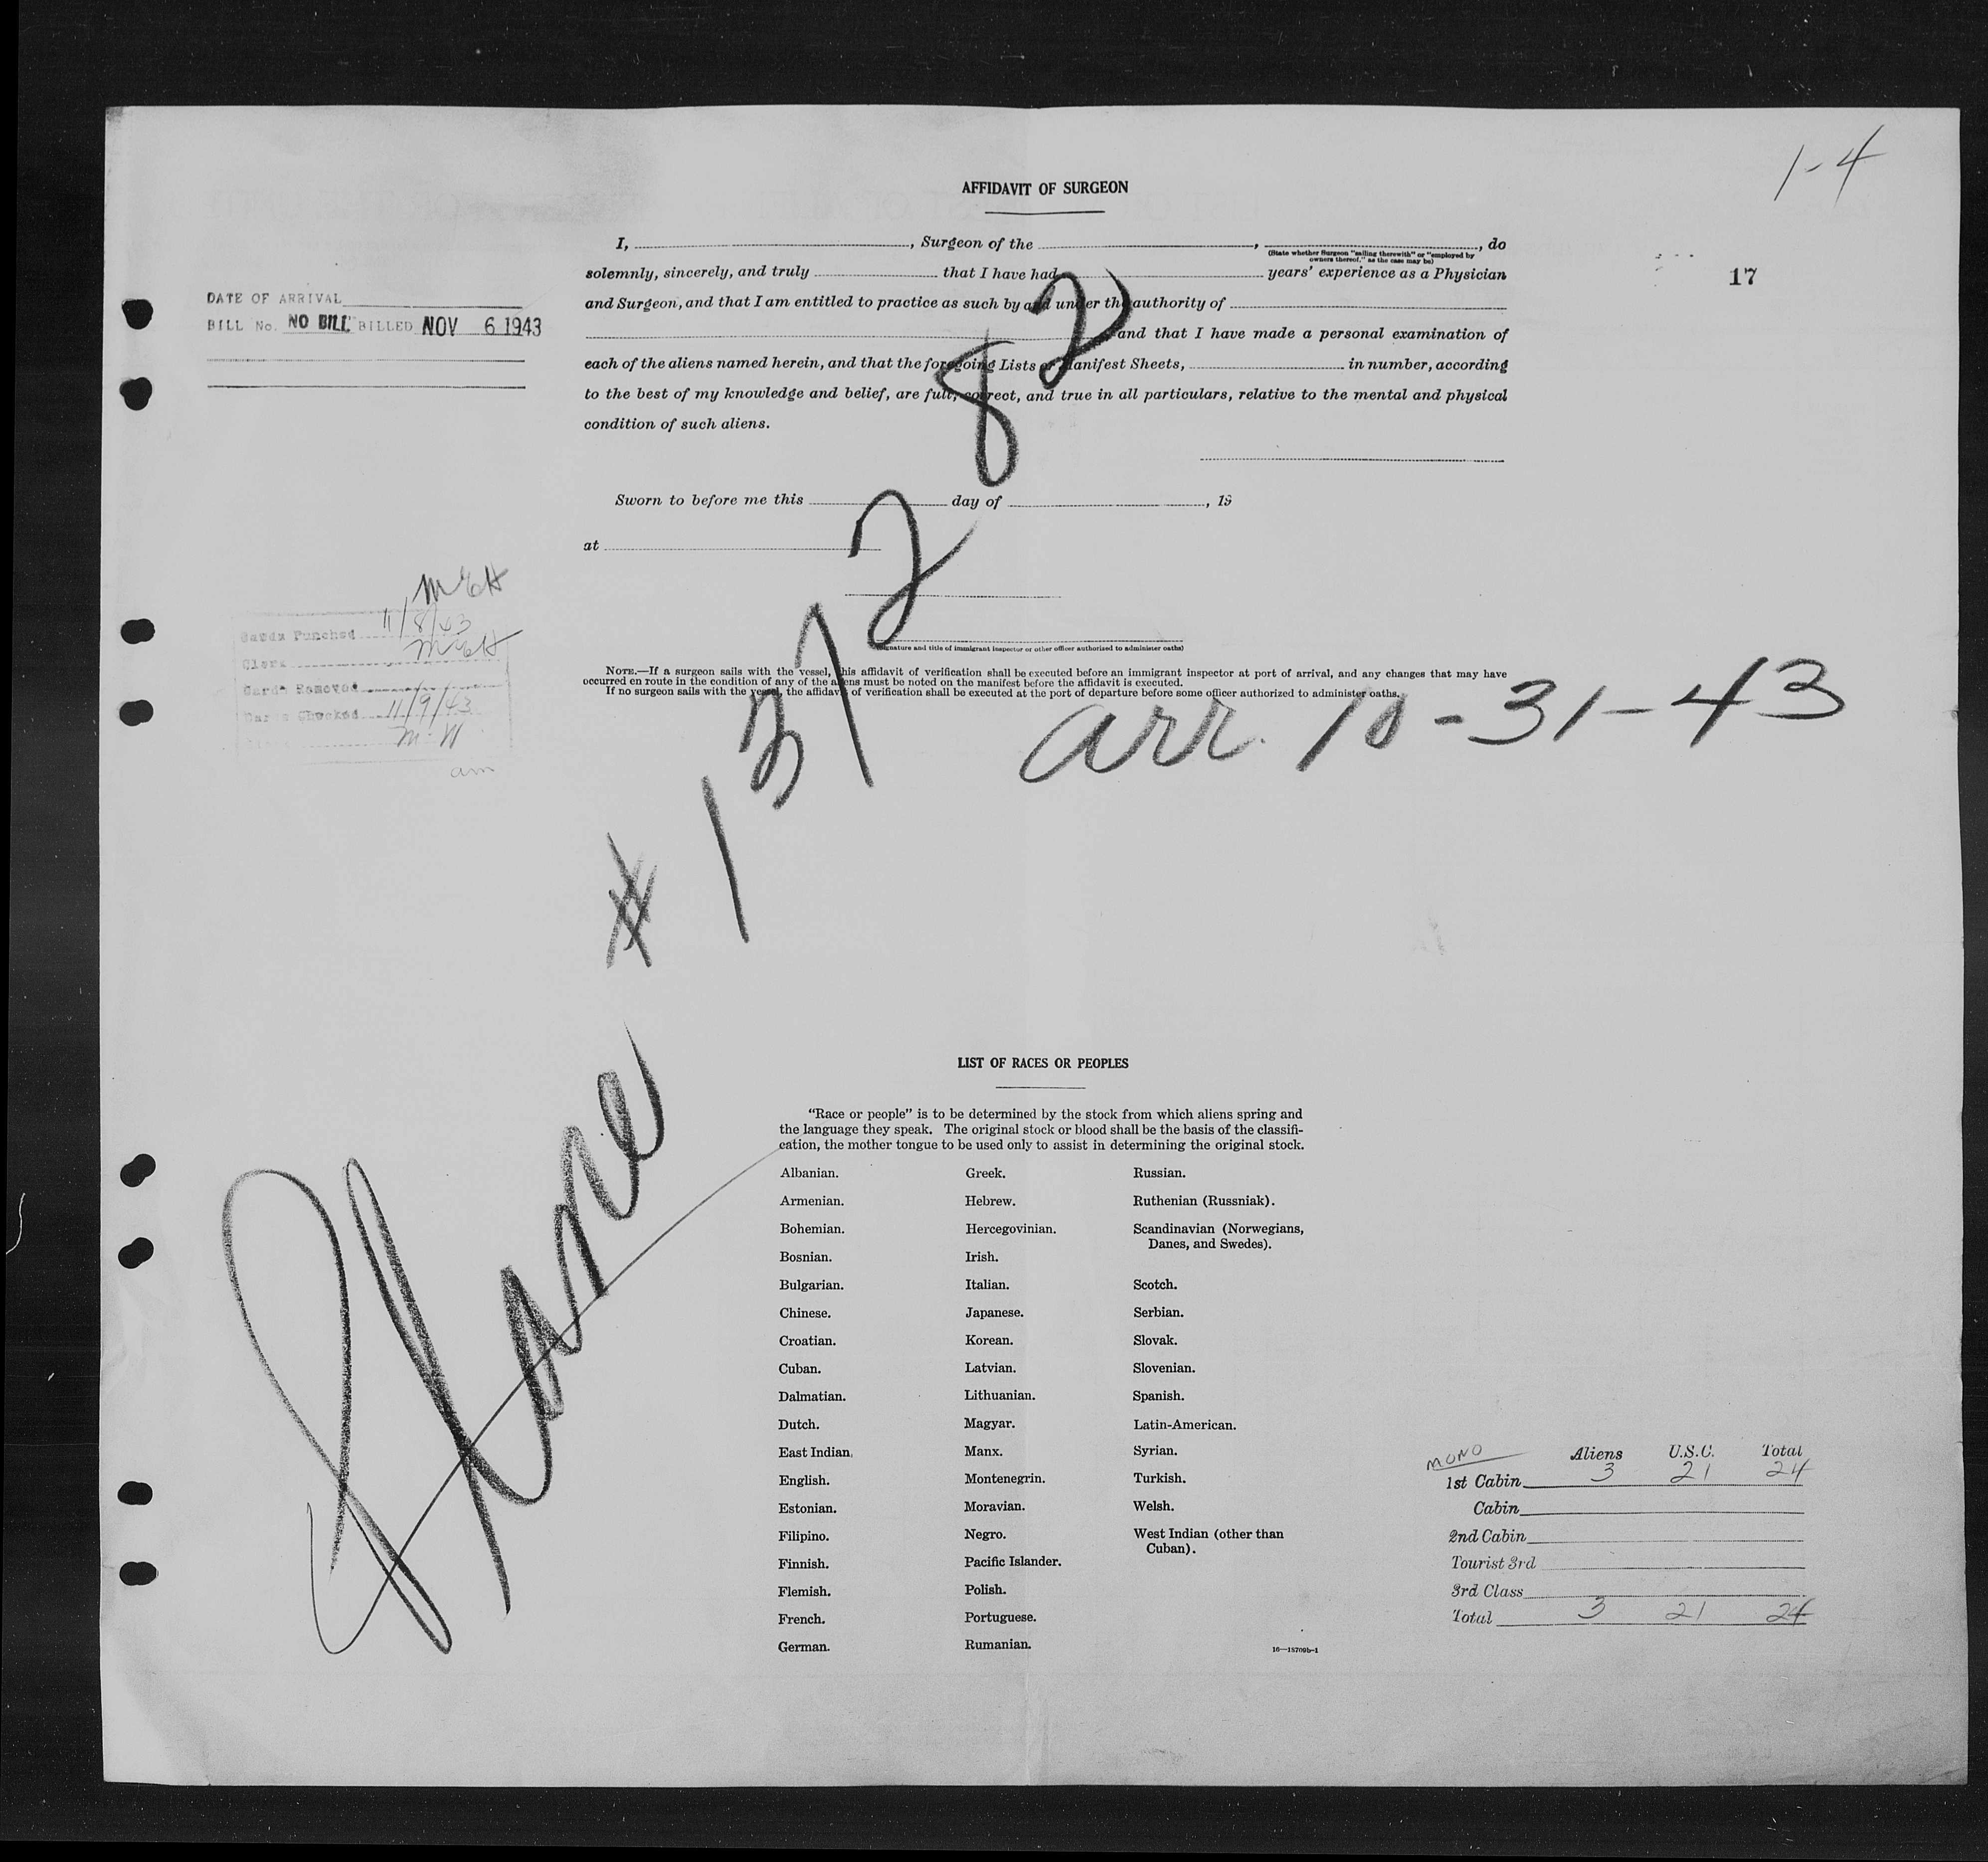 1-4
17
AFFIDAVIT OF SURGEON
I, , Surgeon of the , , do
(State whether Surgeon "sailing therewith" or "employed by
owners thereof," as the case may be)
solemnly, sincerely, and truly that I have had years' experience as a Physician
and Surgeon, and that I am entitled to practice as such by and under the authority of
and that I have made a personal examination of
each of the aliens named herein, and that the foregoing Lists or Manifest Sheets, in number, according
to the best of my knowledge and belief, are full, correct, and true in all particulars, relative to the mental and physical
condition of such aliens.
Sworn to before me this day of , 19
at
(Signature and title of immigrant inspector or other officer authorized to administer oaths)
NOTE.—If a surgeon sails with the vessel, this affidavit of verification shall be executed before an immigrant inspector at port of arrival, and any changes that may have
occurred en route in the condition of any of the aliens must be noted on the manifest before the affidavit is executed.
If no surgeon sails with the vessel, the affidavit of verification shall be executed at the port of departure before some officer authorized to administer oaths.
DATE OF ARRIVAL
BILL No. NO BILL BILLED NOV 6 1943
Cards Punched 11/8/43
Clerk
Cards Removed
Cards Checked 11/9/43
am
Plane # 137282
arr. 10-31-43
LIST OF RACES OR PEOPLES
"Race or people" is to be determined by the stock from which aliens spring and
the language they speak. The original stock or blood shall be the basis of the classifi-
cation, the mother tongue to be used only to assist in determining the original stock.
Albanian.
Armenian.
Bohemian.
Bosnian.
Bulgarian.
Chinese.
Croatian.
Cuban.
Dalmatian.
Dutch.
East Indian.
English.
Estonian.
Filipino.
Finnish.
Flemish.
French.
German.
Greek.
Hebrew.
Hercegovinian.
Irish.
Italian.
Japanese.
Korean.
Latvian.
Lithuanian.
Magyar.
Manx.
Montenegrin.
Moravian.
Negro.
Pacific Islander.
Polish.
Portuguese.
Rumanian.
Russian.
Ruthenian (Russniak).
Scandinavian (Norwegians,
Danes, and Swedes).
Scotch.
Serbian.
Slovak.
Slovenian.
Spanish.
Latin-American.
Syrian.
Turkish.
Welsh.
West Indian (other than
Cuban).
16—18709b-1
MONO Aliens U.S.C. Total
1st Cabin 3 21 24
Cabin
2nd Cabin
Tourist 3rd
3rd Class
Total 3 21 24